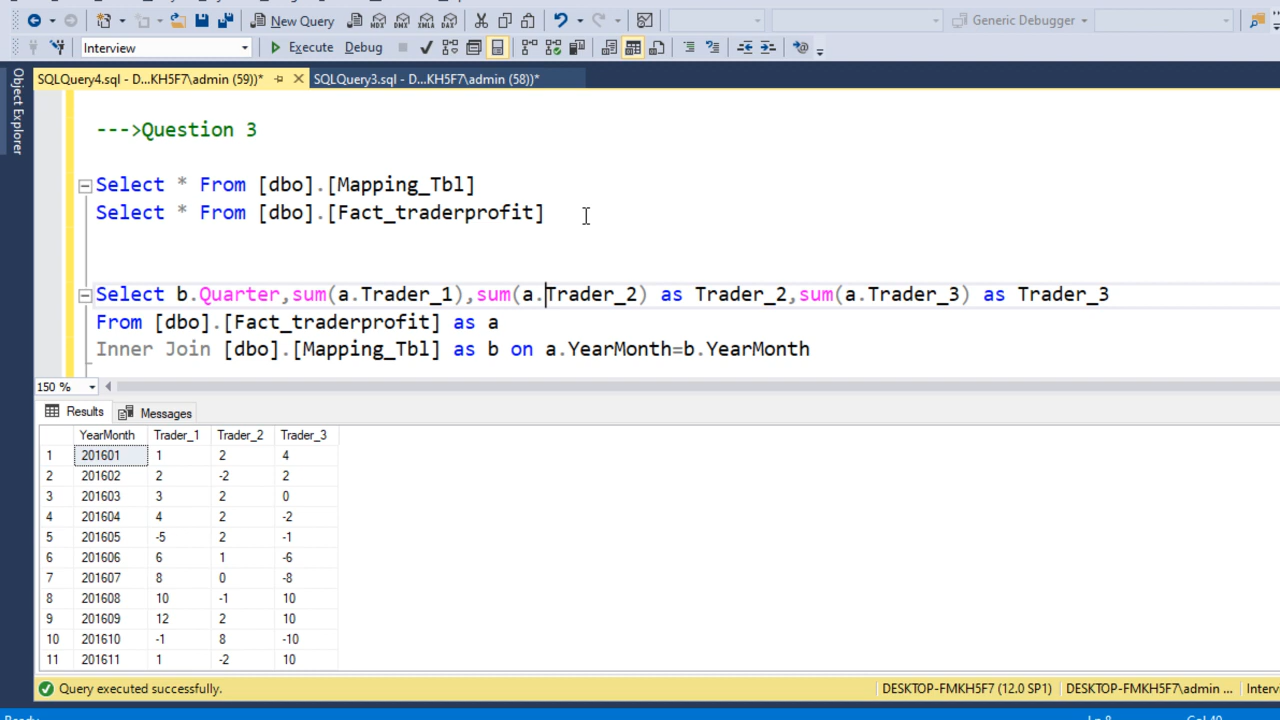 New Query
Generic Debugger
Interview
Execute Debug
SQLQuery4.sql - D...KH5F7\admin (59))*
SQLQuery3.sql - D...KH5F7\admin (58))*
Object Explorer
--->Question 3
Select * From [dbo].[Mapping_Tbl]
Select * From [dbo].[Fact_traderprofit]
Select b.Quarter,sum(a.Trader_1),sum(a.Trader_2) as Trader_2,sum(a.Trader_3) as Trader_3
From [dbo].[Fact_traderprofit] as a
Inner Join [dbo].[Mapping_Tbl] as b on a.YearMonth=b.YearMonth
150 %
Results Messages
YearMonth Trader_1 Trader_2 Trader_3
1 201601 1 2 4
2 201602 2 -2 2
3 201603 3 2 0
4 201604 4 2 -2
5 201605 -5 2 -1
6 201606 6 1 -6
7 201607 8 0 -8
8 201608 10 -1 10
9 201609 12 2 10
10 201610 -1 8 -10
11 201611 1 -2 10
Query executed successfully.
DESKTOP-FMKH5F7 (12.0 SP1)
DESKTOP-FMKH5F7\admin ...
Interv